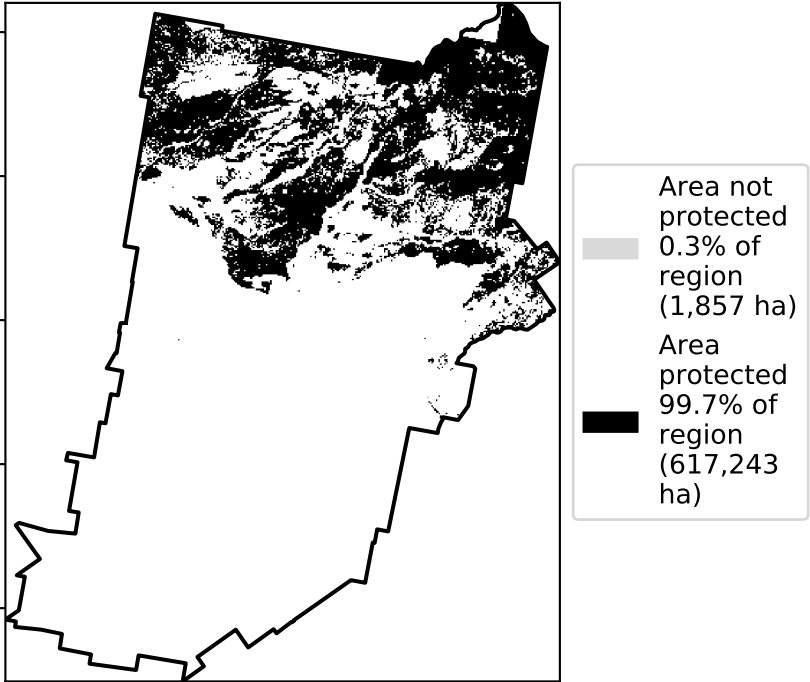 Area not
protected
0.3% of
region
(1,857 ha)
Area
protected
99.7% of
region
(617,243
ha)